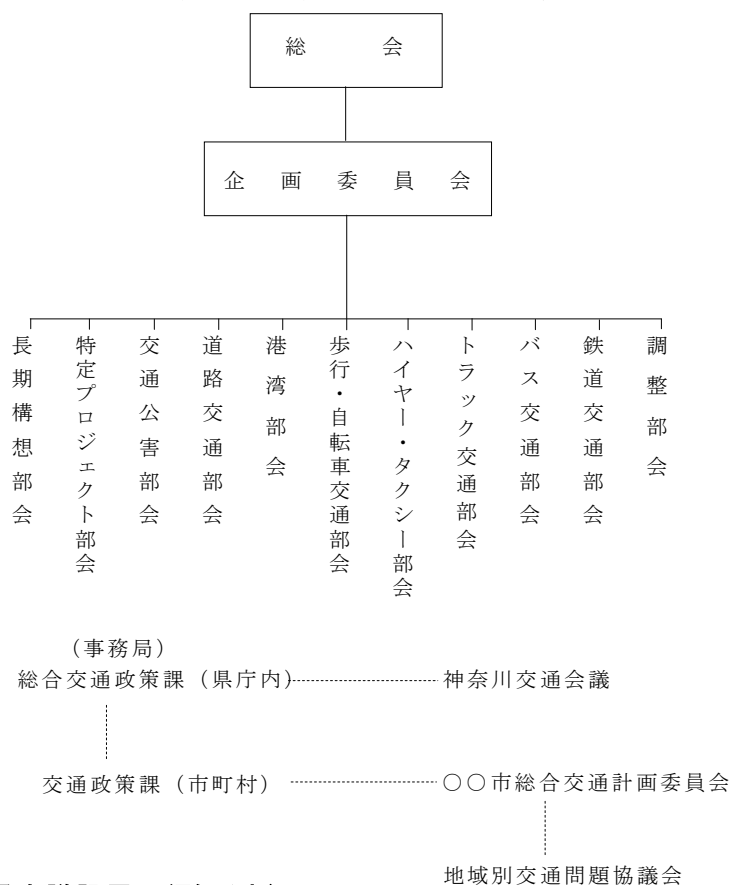 総会
企画委員会
調整部会
鉄道交通部会
バス交通部会
トラック交通部会
ハイヤー・タクシー部会
歩行・自転車交通部会
港湾部会
道路交通部会
交通公害部会
特定プロジェクト部会
長期構想部会
(事務局)
総合交通政策課(県庁内) 神奈川交通会議
交通政策課(市町村) 〇〇市総合交通計画委員会
地域別交通問題協議会